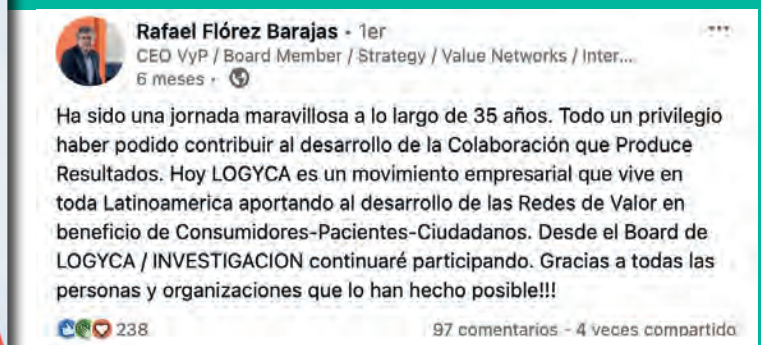 Rafael Flórez Barajas · 1er
CEO VyP / Board Member / Strategy / Value Networks / Inter...
6 meses ·
Ha sido una jornada maravillosa a lo largo de 35 años. Todo un privilegio
haber podido contribuir al desarrollo de la Colaboración que Produce
Resultados. Hoy LOGYCA es un movimiento empresarial que vive en
toda Latinoamerica aportando al desarrollo de las Redes de Valor en
beneficio de Consumidores-Pacientes-Ciudadanos. Desde el Board de
LOGYCA / INVESTIGACION continuaré participando. Gracias a todas las
personas y organizaciones que lo han hecho posible!!!
238
97 comentarios - 4 veces compartido